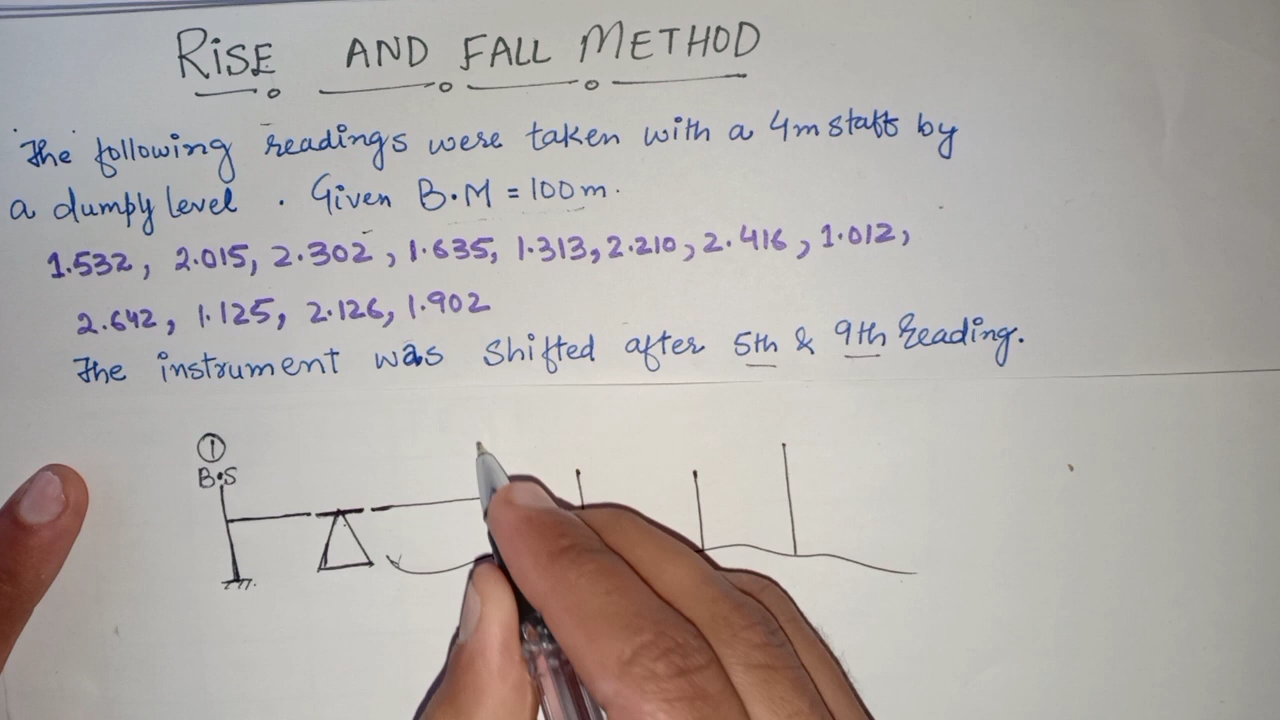 RISE AND FALL METHOD
The following readings were taken with a 4m staff by
a dumpy level . Given B.M = 100m.
1.532, 2.015, 2.302, 1.635, 1.313, 2.210, 2.416, 1.012,
2.642, 1.125, 2.126, 1.902
The instrument was shifted after 5th & 9th reading.
①
B.S